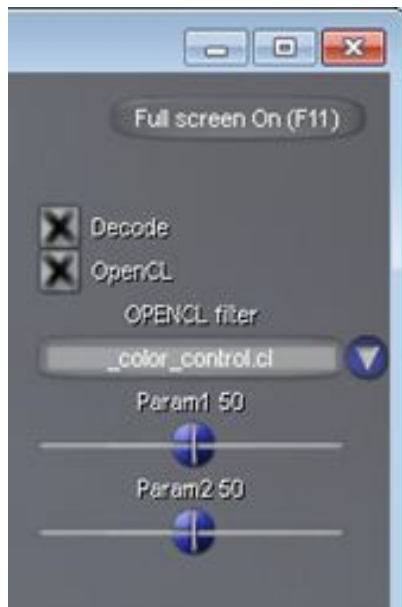 Full screen On (F11)
Decode
OpenCL
OPENCL filter
_color_control.cl
Param1 50
Param2 50